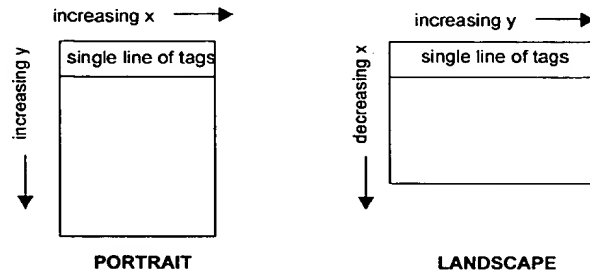 increasing x
single line of tags
increasing y
PORTRAIT
increasing y
single line of tags
decreasing x
LANDSCAPE